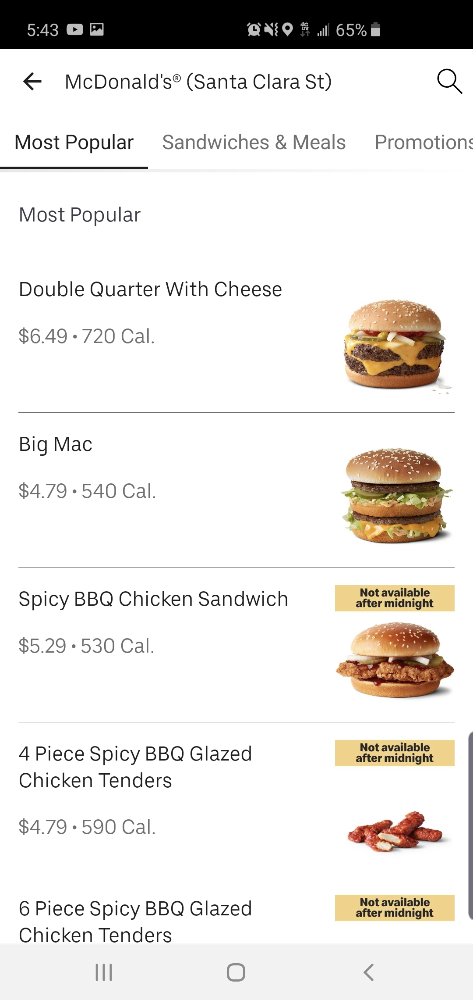 5:43
4G LTE 65%
McDonald's® (Santa Clara St)
Most Popular Sandwiches & Meals Promotions
Most Popular
Double Quarter With Cheese
$6.49 • 720 Cal.
Big Mac
$4.79 • 540 Cal.
Spicy BBQ Chicken Sandwich
Not available
after midnight
$5.29 • 530 Cal.
4 Piece Spicy BBQ Glazed
Chicken Tenders
Not available
after midnight
$4.79 • 590 Cal.
6 Piece Spicy BBQ Glazed
Chicken Tenders
Not available
after midnight